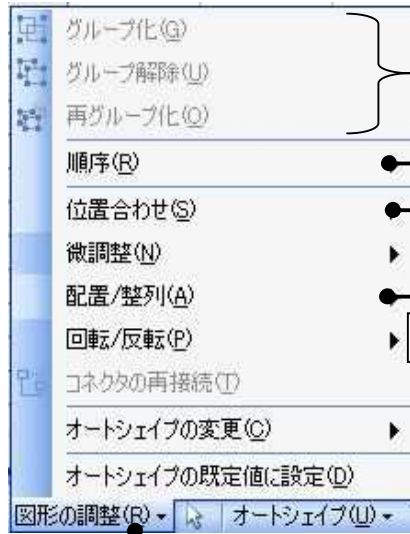 グループ化(G)
グループ解除(U)
再グループ化(O)
順序(R)
位置合わせ(S)
微調整(N)
配置/整列(A)
回転/反転(P)
コネクタの再接続(T)
オートシェイプの変更(C)
オートシェイプの既定値に設定(D)
図形の調整(R) オートシェイプ(U)